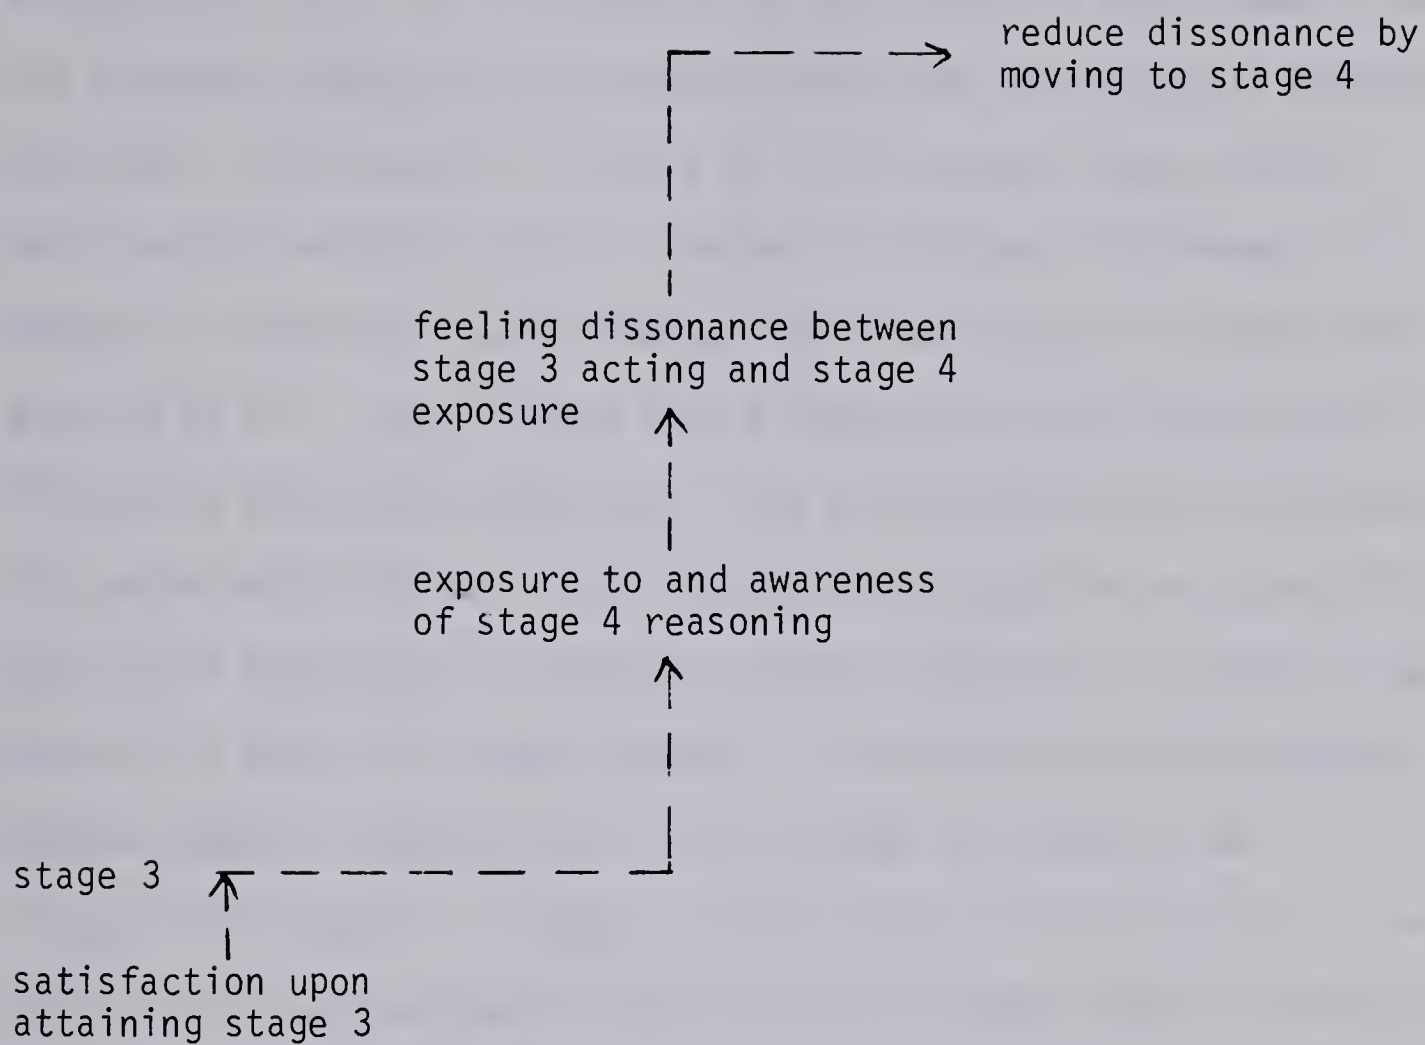 reduce dissonance by
moving to stage 4
feeling dissonance between
stage 3 acting and stage 4
exposure
exposure to and awareness
of stage 4 reasoning
stage 3
satisfaction upon
attaining stage 3